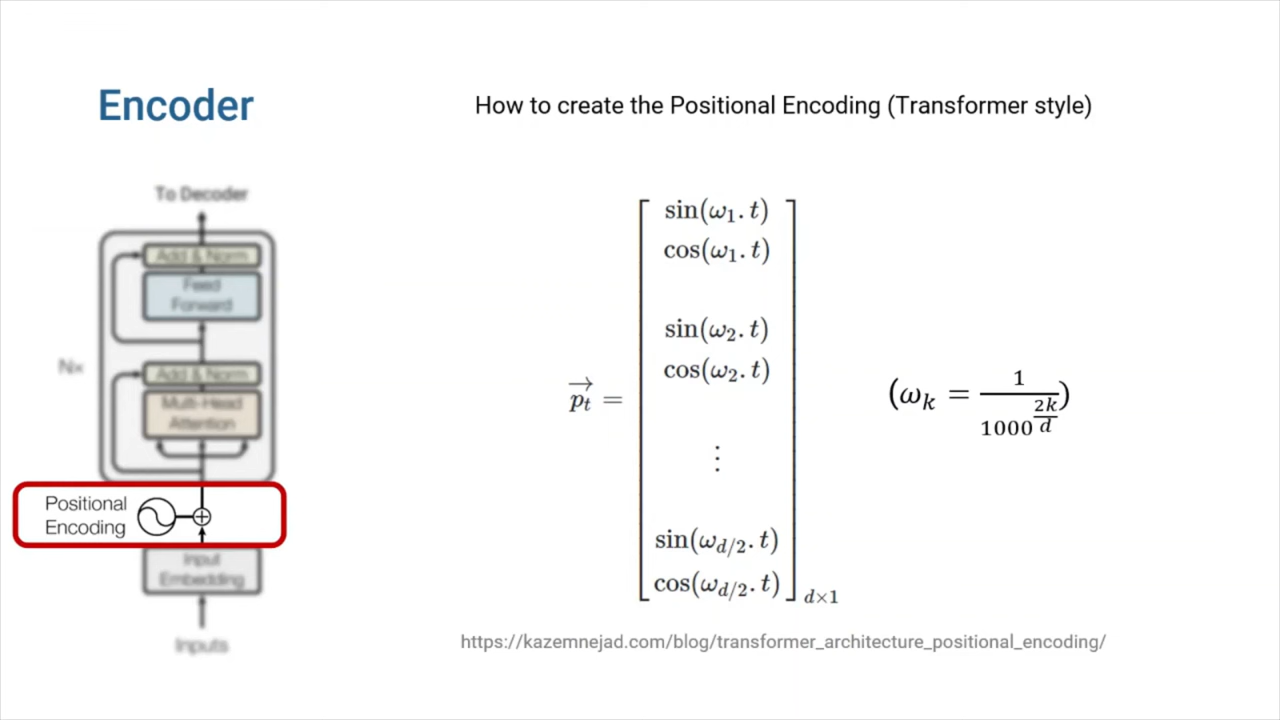 Encoder
How to create the Positional Encoding (Transformer style)
To Decoder
Add & Norm
Feed
Forward
Nx
Add & Norm
Multi-Head
Attention
Positional
Encoding
Input
Embedding
Inputs
sin(ω₁. t)
cos(ω₁. t)
sin(ω₂. t)
cos(ω₂. t)
p⃗ₜ =
⋮
sin(ω_{d/2}. t)
cos(ω_{d/2}. t)
d×1
(ω_k = 1 / 1000^{2k/d})
https://kazemnejad.com/blog/transformer_architecture_positional_encoding/